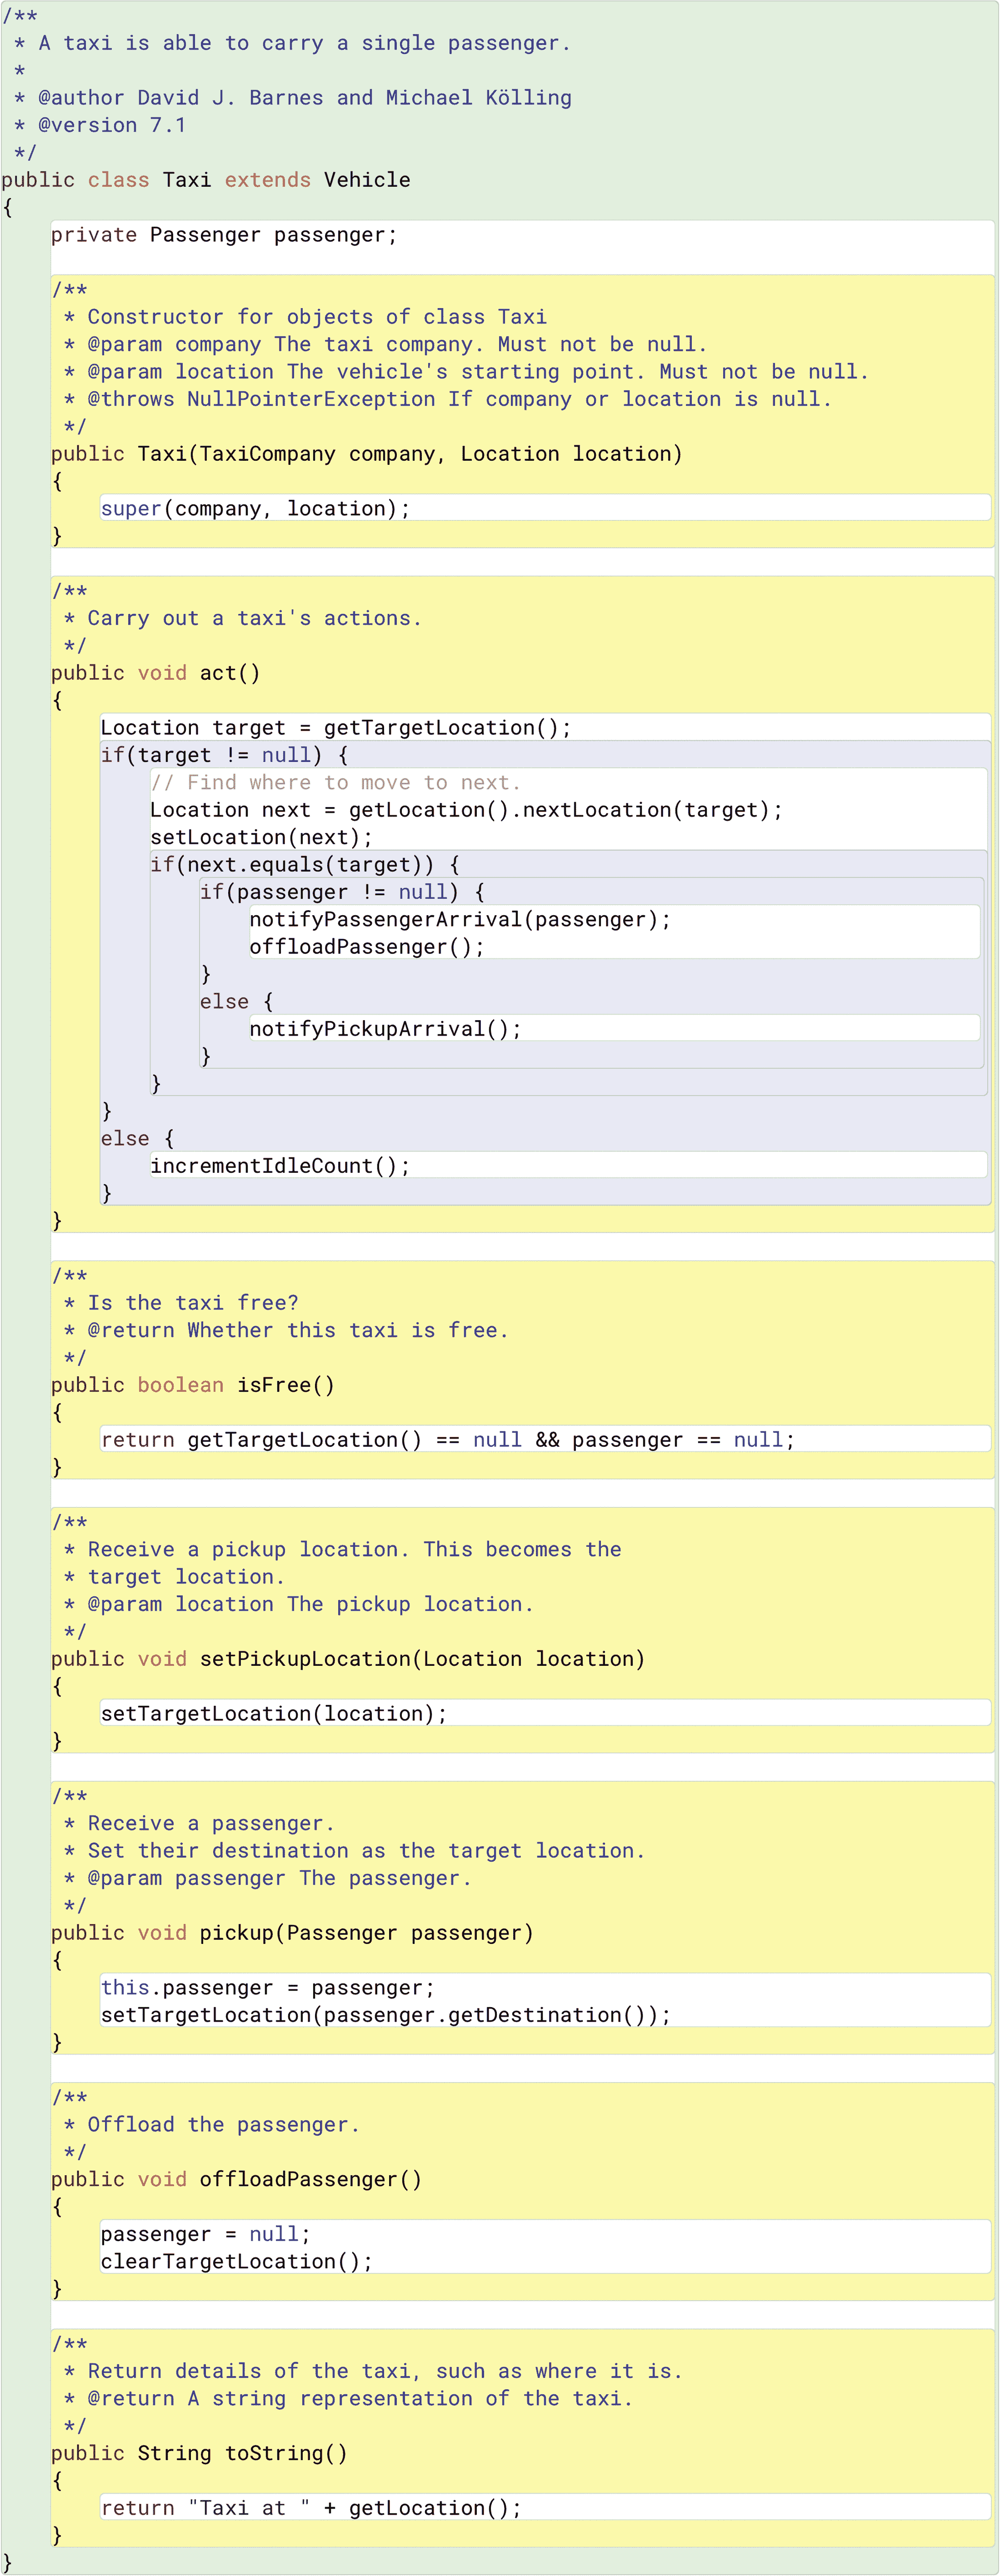 /**
 * A taxi is able to carry a single passenger.
 *
 * @author David J. Barnes and Michael Kölling
 * @version 7.1
 */
public class Taxi extends Vehicle
{
    private Passenger passenger;

    /**
     * Constructor for objects of class Taxi
     * @param company The taxi company. Must not be null.
     * @param location The vehicle's starting point. Must not be null.
     * @throws NullPointerException If company or location is null.
     */
    public Taxi(TaxiCompany company, Location location)
    {
        super(company, location);
    }

    /**
     * Carry out a taxi's actions.
     */
    public void act()
    {
        Location target = getTargetLocation();
        if(target != null) {
            // Find where to move to next.
            Location next = getLocation().nextLocation(target);
            setLocation(next);
            if(next.equals(target)) {
                if(passenger != null) {
                    notifyPassengerArrival(passenger);
                    offloadPassenger();
                }
                else {
                    notifyPickupArrival();
                }
            }
        }
        else {
            incrementIdleCount();
        }
    }

    /**
     * Is the taxi free?
     * @return Whether this taxi is free.
     */
    public boolean isFree()
    {
        return getTargetLocation() == null && passenger == null;
    }

    /**
     * Receive a pickup location. This becomes the
     * target location.
     * @param location The pickup location.
     */
    public void setPickupLocation(Location location)
    {
        setTargetLocation(location);
    }

    /**
     * Receive a passenger.
     * Set their destination as the target location.
     * @param passenger The passenger.
     */
    public void pickup(Passenger passenger)
    {
        this.passenger = passenger;
        setTargetLocation(passenger.getDestination());
    }

    /**
     * Offload the passenger.
     */
    public void offloadPassenger()
    {
        passenger = null;
        clearTargetLocation();
    }

    /**
     * Return details of the taxi, such as where it is.
     * @return A string representation of the taxi.
     */
    public String toString()
    {
        return "Taxi at " + getLocation();
    }
}